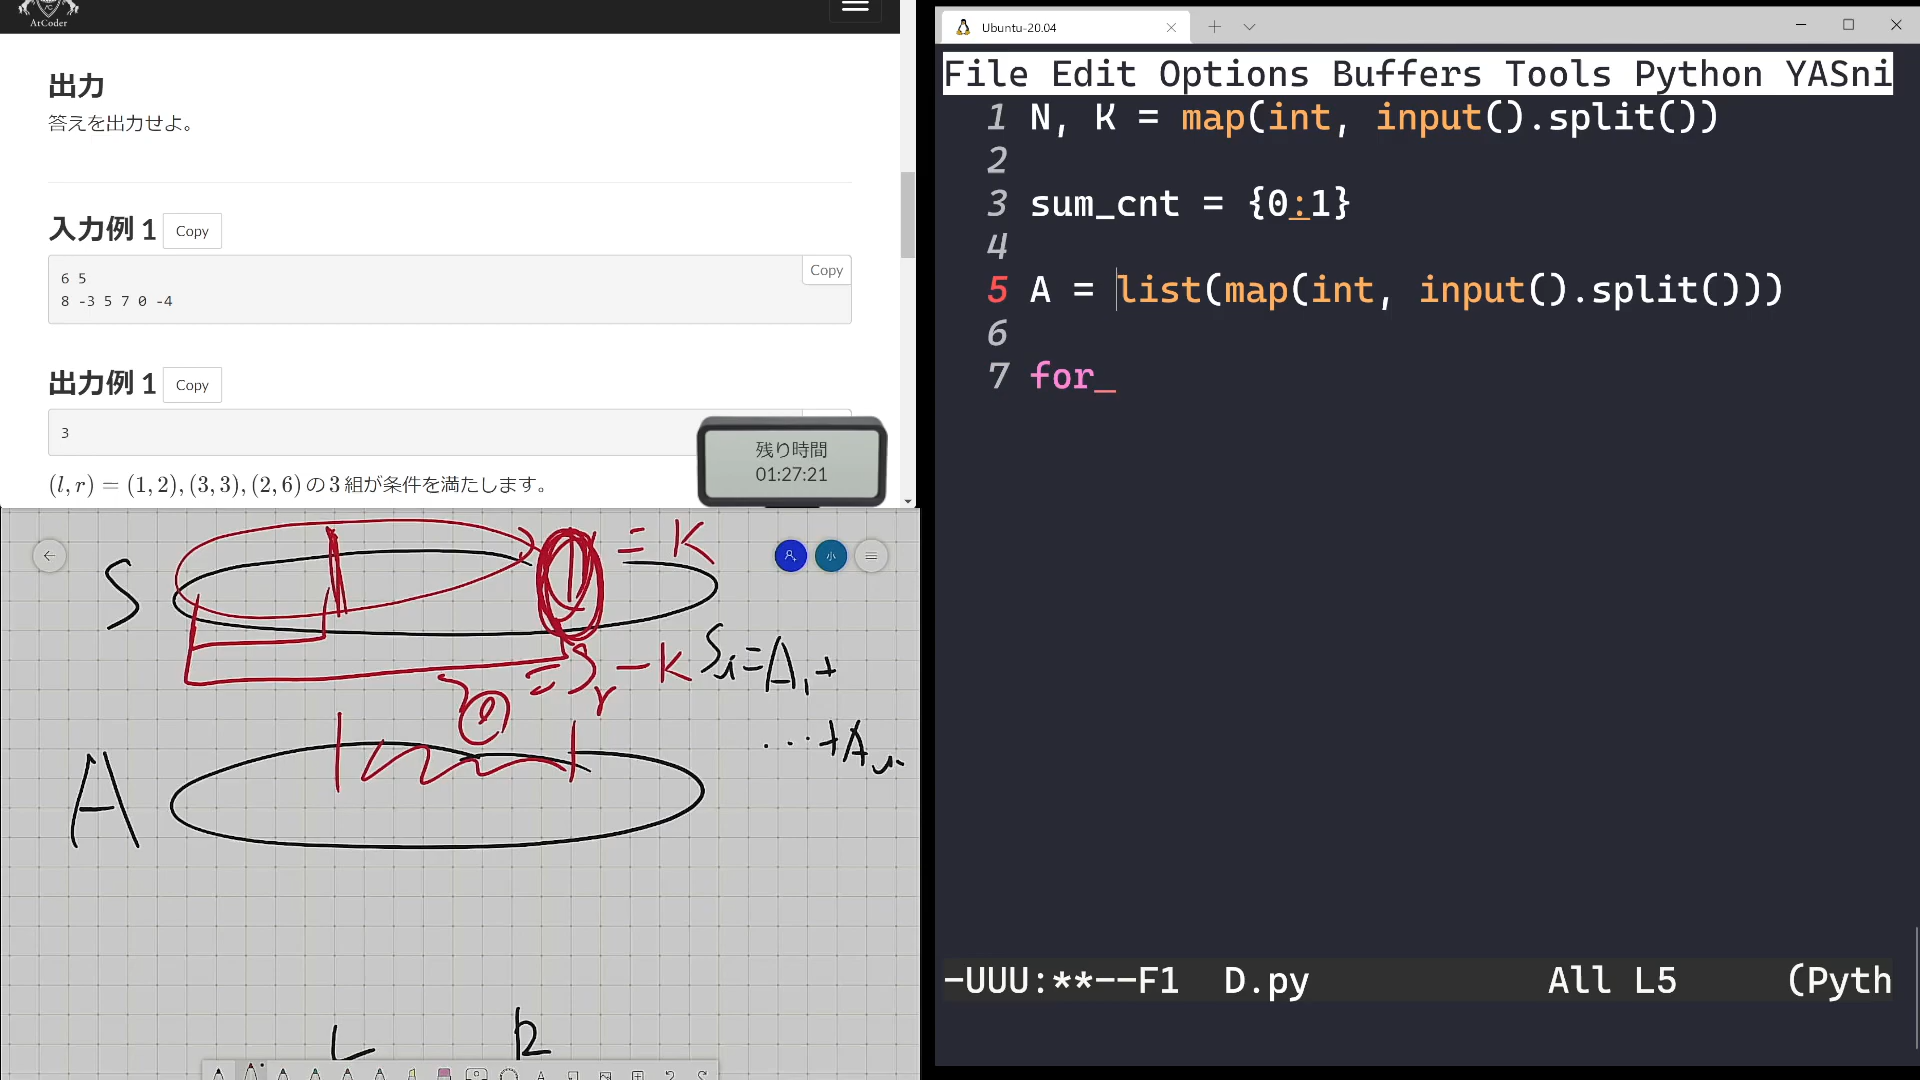 AtCoder
出力
答えを出力せよ。
入力例 1 Copy
Copy
6 5
8 -3 5 7 0 -4
出力例 1 Copy
3
(l, r) = (1, 2), (3, 3), (2, 6) の 3 組が条件を満たします。
残り時間
01:27:21
S
= K
= Sr - K
Si = A1 +
... + Ai
A
L R
Ubuntu-20.04
File Edit Options Buffers Tools Python YASni
1 N, K = map(int, input().split())
2
3 sum_cnt = {0:1}
4
5 A = list(map(int, input().split()))
6
7 for_
-UUU:**--F1 D.py All L5 (Pyth